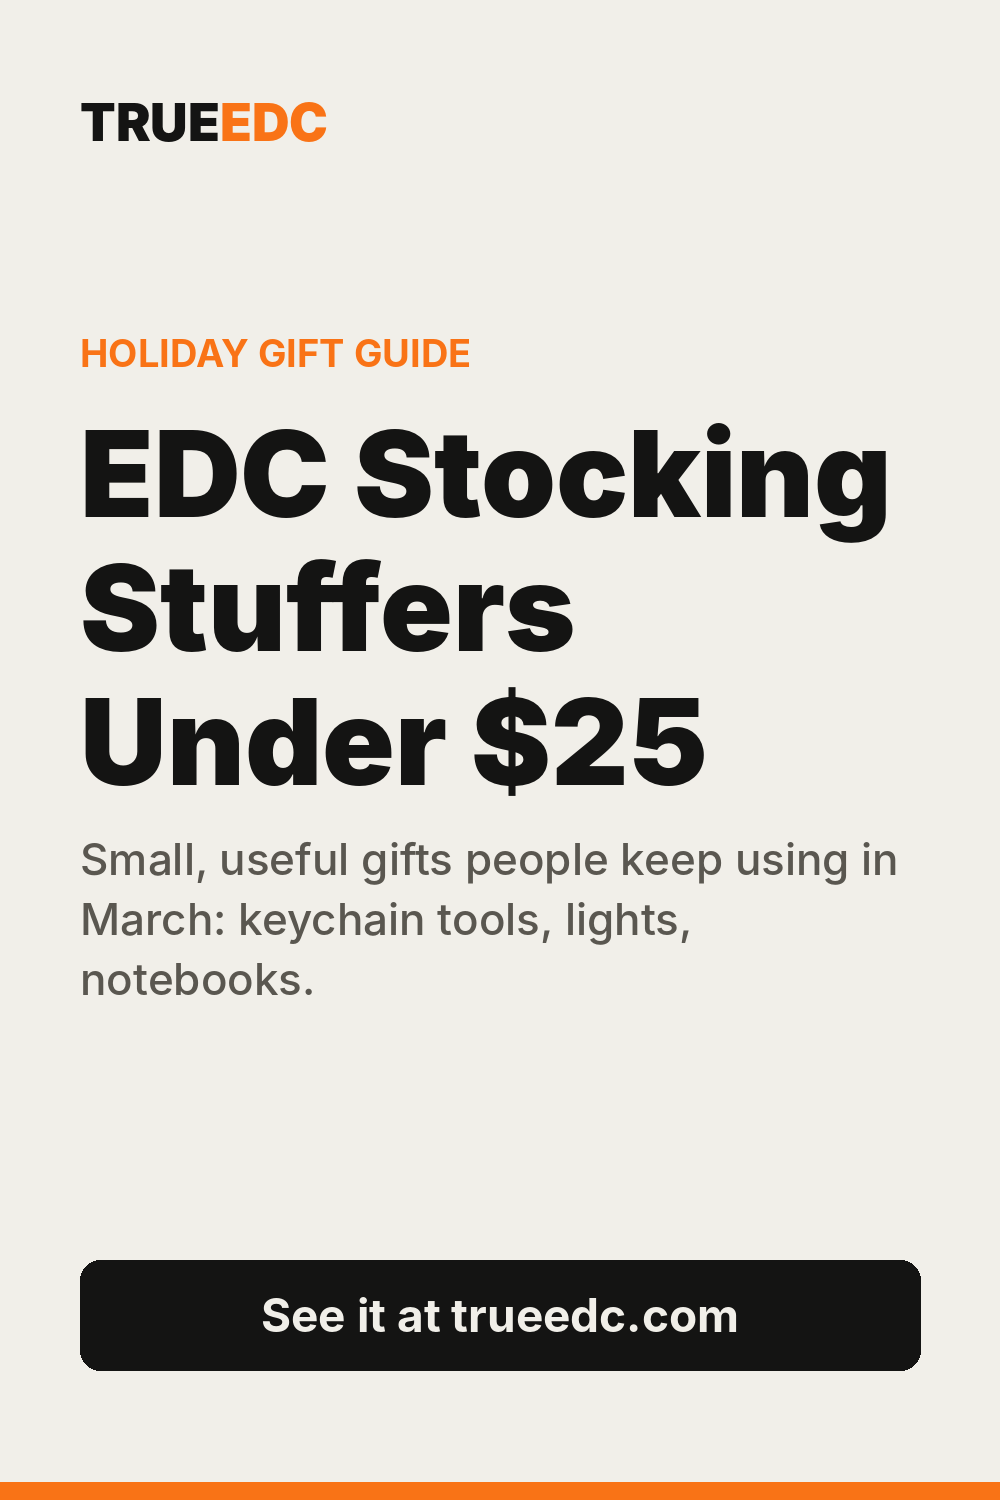 TRUEEDC
HOLIDAY GIFT GUIDE
EDC Stocking
Stuffers
Under $25
Small, useful gifts people keep using in
March: keychain tools, lights,
notebooks.
See it at trueedc.com